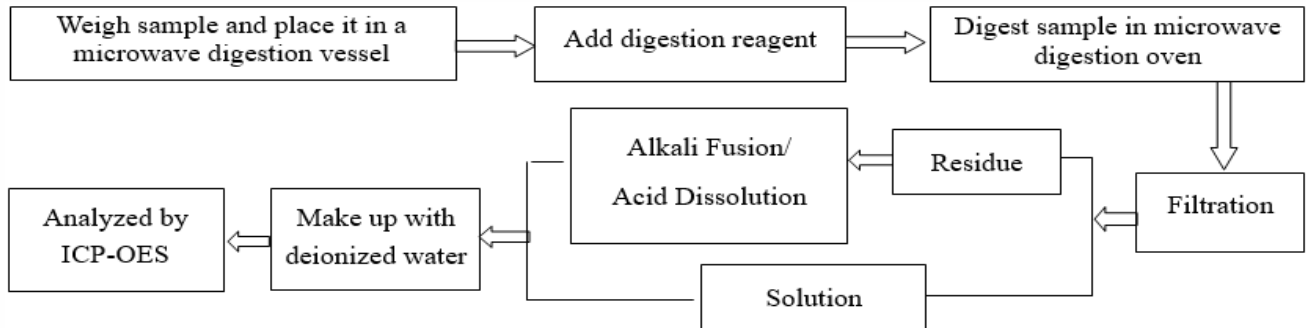 Weigh sample and place it in a
microwave digestion vessel
Add digestion reagent
Digest sample in microwave
digestion oven
Filtration
Residue
Alkali Fusion/
Acid Dissolution
Solution
Make up with
deionized water
Analyzed by
ICP-OES